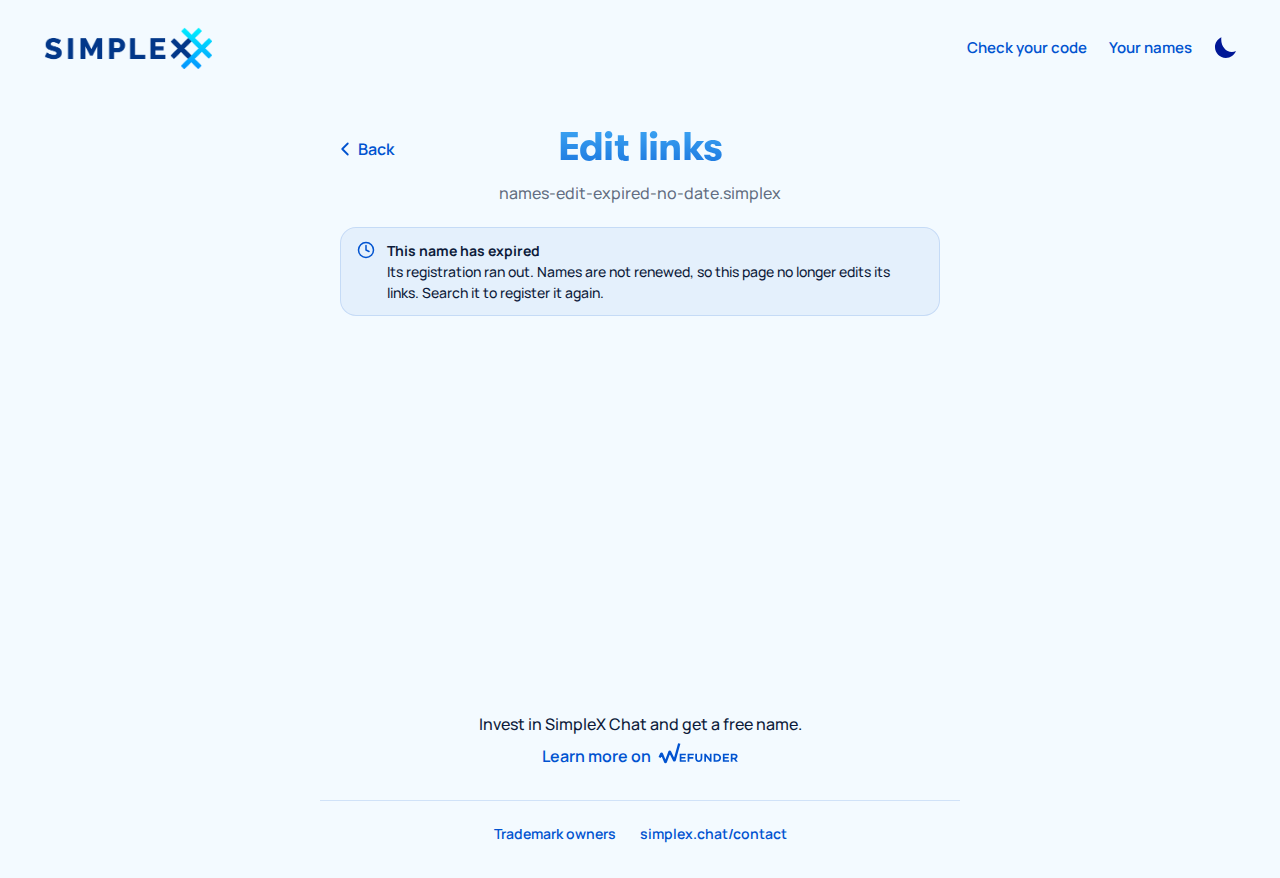 SIMPLEX
Check your code
Your names
Back
Edit links
names-edit-expired-no-date.simplex
This name has expired
Its registration ran out. Names are not renewed, so this page no longer edits its
links. Search it to register it again.
Invest in SimpleX Chat and get a free name.
Learn more on WEFUNDER
Trademark owners
simplex.chat/contact